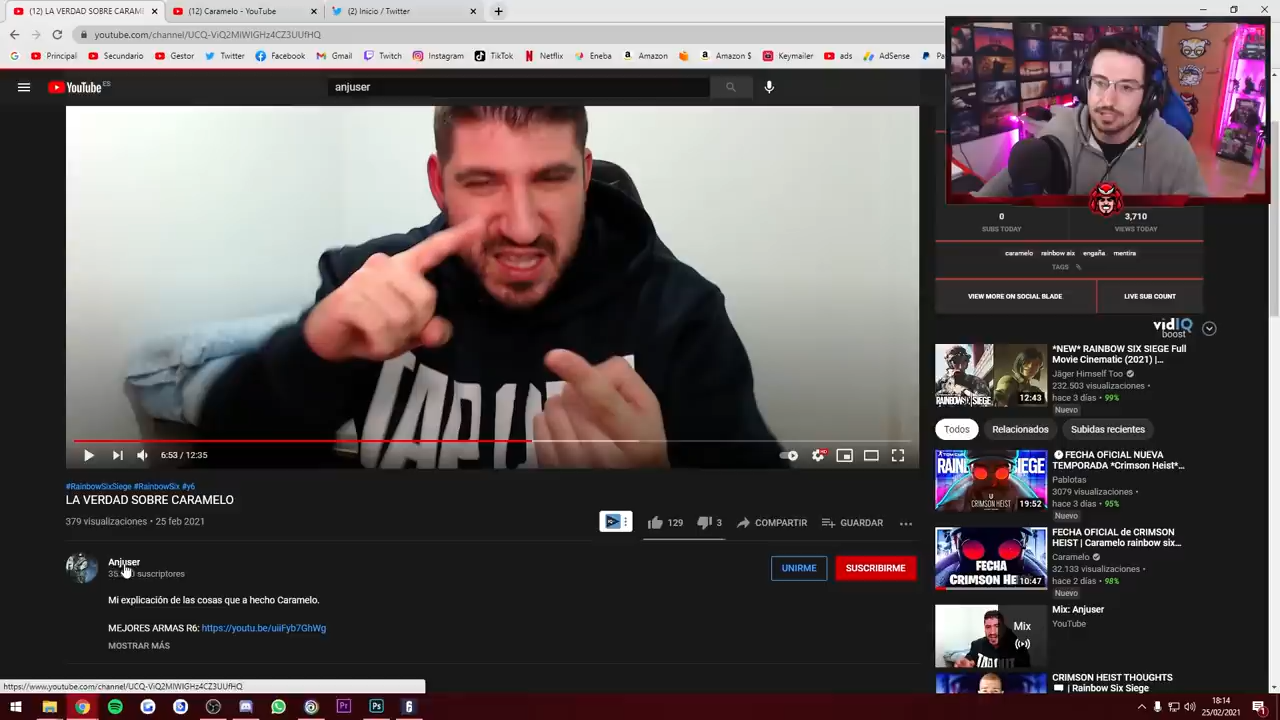 (12) LA VERDAD SOBRE CARAMEL
(12) Caramelo - YouTube
(2) Inicio / Twitter
youtube.com/channel/UCQ-ViQ2MIWIGHz4CZ3UUfHQ
Principal
Secundario
Gestor
Twitter
Facebook
Gmail
Twitch
Instagram
TikTok
Netflix
Eneba
Amazon
Amazon
Keymailer
ads
AdSense
YouTube ES
anjuser
0
3,710
SUBS TODAY
VIEWS TODAY
caramelo rainbow six engaña mentira
TAGS
VIEW MORE ON SOCIAL BLADE
LIVE SUB COUNT
vidIQ
boost
*NEW* RAINBOW SIX SIEGE Full
Movie Cinematic (2021) |...
Jäger Himself Too
232.503 visualizaciones •
hace 3 días • 99%
Nuevo
12:43
Todos
Relacionados
Subidas recientes
FECHA OFICIAL NUEVA
TEMPORADA *Crimson Heist*...
Pablotas
3079 visualizaciones •
hace 3 días • 95%
Nuevo
CRIMSON HEIST
19:52
FECHA OFICIAL de CRIMSON
HEIST | Caramelo rainbow six...
Caramelo
32.133 visualizaciones •
hace 2 días • 98%
Nuevo
FECHA
CRIMSON HE
10:47
Mix: Anjuser
YouTube
Mix
CRIMSON HEIST THOUGHTS
| Rainbow Six Siege
6:53 / 12:35
HD
#RainbowSixSiege #RainbowSix #y6
LA VERDAD SOBRE CARAMELO
379 visualizaciones • 25 feb 2021
129
3
COMPARTIR
GUARDAR
Anjuser
suscriptores
UNIRME
SUSCRIBIRME
Mi explicación de las cosas que a hecho Caramelo.
MEJORES ARMAS R6: https://youtu.be/uiiFyb7GhWg
MOSTRAR MÁS
https://www.youtube.com/channel/UCQ-ViQ2MIWIGHz4CZ3UUfHQ
18:14
25/02/2021